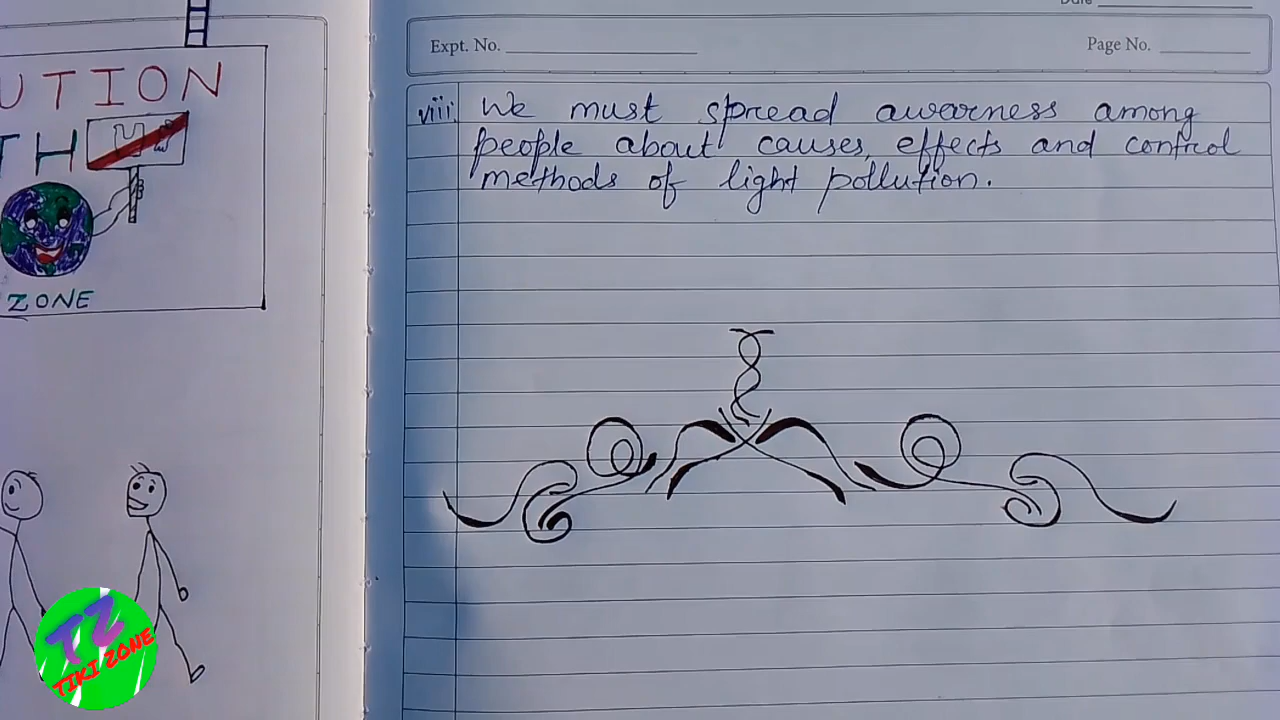 UTION
TH
ZONE
TZ
TIKI ZONE
Date
Expt. No.
Page No.
viii. We must spread awarness among
people about causes, effects and control
methods of light pollution.